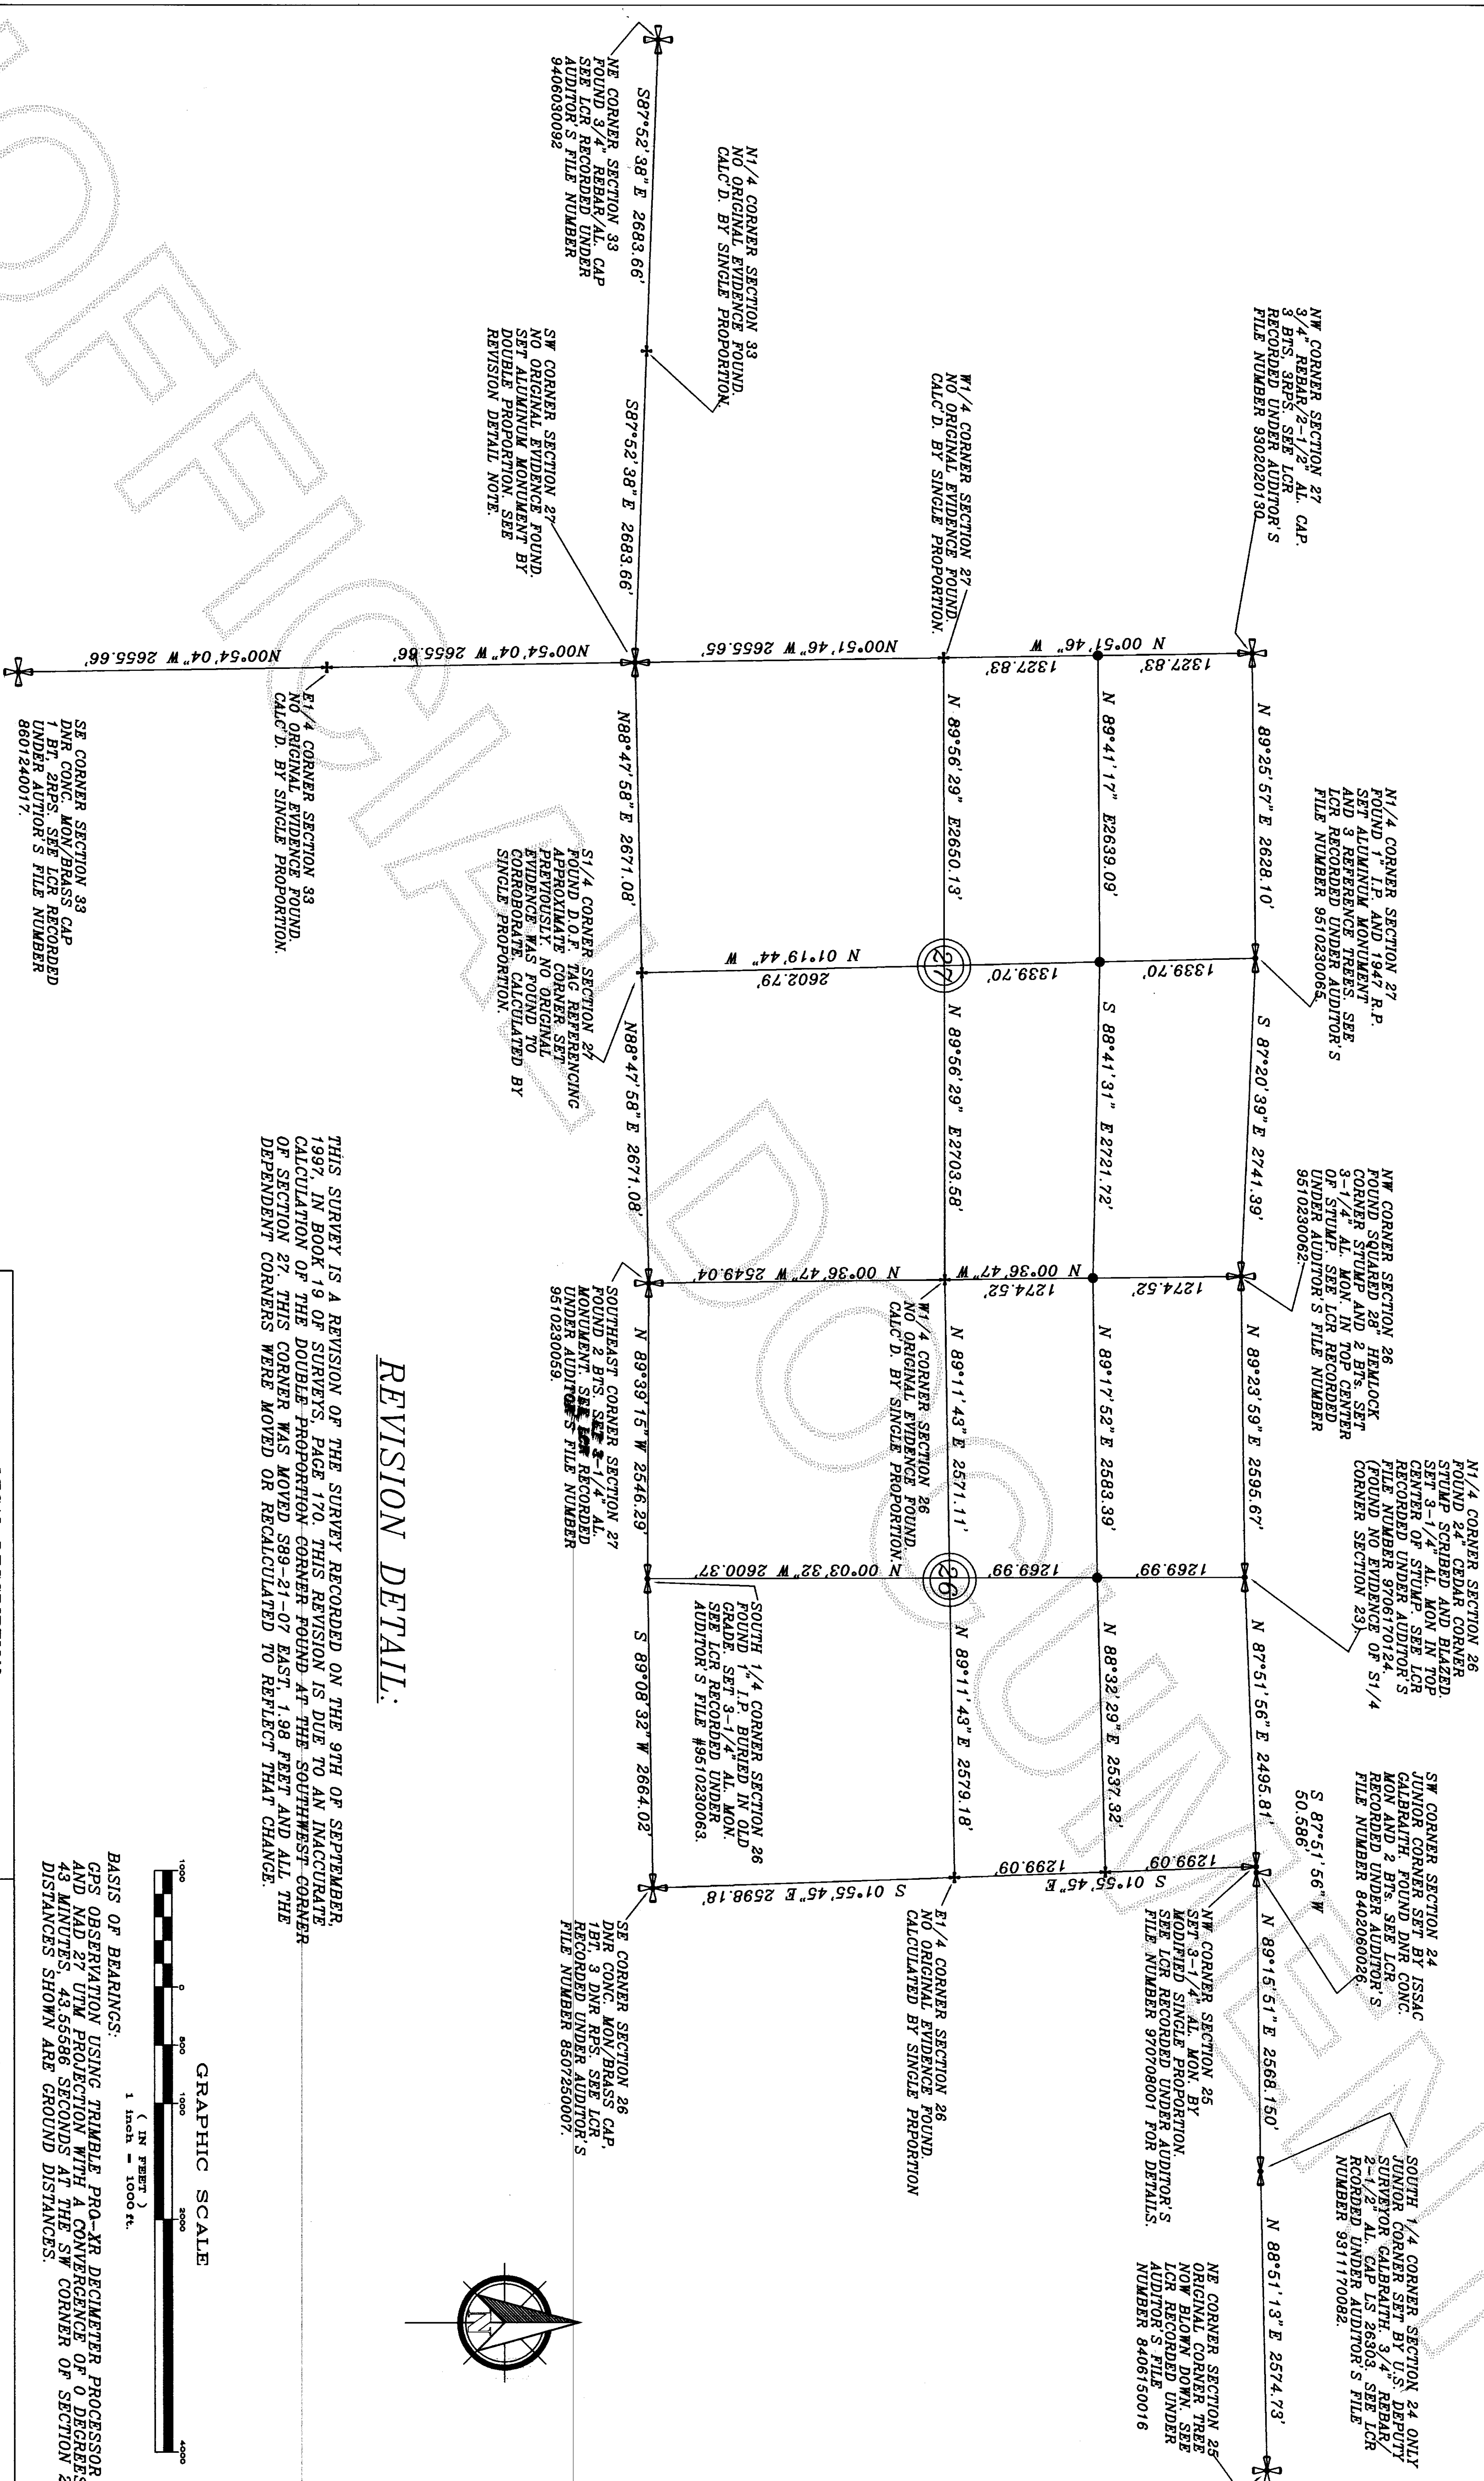 N1/4 CORNER SECTION 26
FOUND 24" CEDAR CORNER
STUMP SCRIBED AND BLAZED.
SET 3-1/4" AL. MON IN TOP
CENTER OF STUMP. SEE LCR
RECORDED UNDER AUDITOR'S
FILE NUMBER 9706170124.
(FOUND NO EVIDENCE OF S1/4
CORNER SECTION 23)
SW CORNER SECTION 24
JUNIOR CORNER SET BY ISSAC
GALBRAITH. FOUND DNR CONC.
MON AND 2 BTs. SEE LCR
RECORDED UNDER AUDITOR'S
FILE NUMBER 8402060026.
S 87°51'56" W
50.586'
SOUTH 1/4 CORNER SECTION 24 ONLY
JUNIOR CORNER SET BY U.S. DEPUTY
SURVEYOR GALBRAITH. 3/4" REBAR/
2-1/2" AL. CAP LS 26303. SEE LCR
RCORDED UNDER AUDITOR'S FILE
NUMBER 9311170082.
NW CORNER SECTION 27
3/4" REBAR/2-1/2" AL. CAP.
3 BTS, 3RPS. SEE LCR
RECORDED UNDER AUDITOR'S
FILE NUMBER 9302020130
N1/4 CORNER SECTION 27
FOUND 1" I.P. AND 1947 R.P.
SET ALUMINUM MONUMENT
AND 3 REFERENCE TREES. SEE
LCR RECORDED UNDER AUDITOR'S
FILE NUMBER 9510230065.
NW CORNER SECTION 26
FOUND SQUARED 28" HEMLOCK
CORNER STUMP AND 2 BTs. SET
3-1/4" AL. MON. IN TOP CENTER
OF STUMP. SEE LCR RECORDED
UNDER AUDITOR'S FILE NUMBER
9510230062.
N 89°25'57" E 2628.10'
S 87°20'39" E 2741.39'
N 89°23'59" E 2595.67'
N 87°51'56" E 2495.81'
N 89°15'51" E 2568.150'
N 88°51'13" E 2574.73'
1327.83'
1339.70'
1274.52'
1269.99'
1299.09'
NW CORNER SECTION 25
SET 3-1/4" AL. MON. BY
MODIFIED SINGLE PROPORTION.
SEE LCR RECORDED UNDER AUDITOR'S
FILE NUMBER 970708001 FOR DETAILS.
NE CORNER SECTION 25
ORIGINAL CORNER TREE
NOW BLOWN DOWN. SEE
LCR RECORDED UNDER
AUDITOR'S FILE
NUMBER 8406150016
N 00°51'46" W
N 89°41'17" E2639.09'
S 88°41'31" E2721.72'
N 89°17'52" E 2583.39'
N 88°32'29" E 2537.32'
S 01°55'45"E
1327.83'
1339.70'
N 00°36'47" W
1274.52'
1269.99'
1299.09'
W1/4 CORNER SECTION 27
NO ORIGINAL EVIDENCE FOUND.
CALC'D. BY SINGLE PROPORTION.
N 89°56'29" E2650.13'
27
N 89°56'29" E2703.58'
N 89°11'43" E 2571.11'
26
N 89°11'43" E 2579.18'
W1/4 CORNER SECTION 26
NO ORIGINAL EVIDENCE FOUND.
CALC'D. BY SINGLE PROPORTION.
E1/4 CORNER SECTION 26
NO ORIGINAL EVIDENCE FOUND.
CALCULATED BY SINGLE PRPORTION
N00°51'46"W 2655.65'
N 01°19'44" W
2602.79'
N 00°36'47"W 2549.04'
N 00°03'32"W 2600.37'
S 01°55'45"E 2598.18'
SOUTH 1/4 CORNER SECTION 26
FOUND 1" I.P. BURIED IN OLD
GRADE. SET 3-1/4" AL. MON.
SEE LCR RECORDED UNDER
AUDITOR'S FILE #9510230063.
N1/4 CORNER SECTION 33
NO ORIGINAL EVIDENCE FOUND.
CALC'D. BY SINGLE PROPORTION.
S87°52'38"E 2683.66'
S87°52'38"E 2683.66'
N88°47'58"E 2671.08'
N88°47'58"E 2671.08'
N 89°39'15"W 2546.29'
S 89°08'32"W 2664.02'
NE CORNER SECTION 33
FOUND 3/4" REBAR/AL. CAP
SEE LCR RECORDED UNDER
AUDITOR'S FILE NUMBER
9406030092
SW CORNER SECTION 27
NO ORIGINAL EVIDENCE FOUND.
SET ALUMINUM MONUMENT BY
DOUBLE PROPORTION. SEE
REVISION DETAIL NOTE.
S1/4 CORNER SECTION 27
FOUND D.O.F. TAG REFERENCING
APPROXIMATE CORNER SET
PREVIOUSLY. NO ORIGINAL
EVIDENCE WAS FOUND TO
CORROBORATE. CALCULATED BY
SINGLE PROPORTION.
SOUTHEAST CORNER SECTION 27
FOUND 2 BTS. SET 3-1/4" AL.
MONUMENT. SEE LCR RECORDED
UNDER AUDITOR'S FILE NUMBER
9510230059.
SE CORNER SECTION 26
DNR CONC. MON/BRASS CAP,
1BT, 3 DNR RPS. SEE LCR
RECORDED UNDER AUDITOR'S
FILE NUMBER 8507250007.
N00°54'04"W 2655.66'
E1/4 CORNER SECTION 33
NO ORIGINAL EVIDENCE FOUND.
CALC'D. BY SINGLE PROPORTION.
N00°54'04"W 2655.66'
SE CORNER SECTION 33
DNR CONC. MON/BRASS CAP
1 BT, 2RPS. SEE LCR RECORDED
UNDER AUTIOR'S FILE NUMBER
8601240017.
REVISION DETAIL:
THIS SURVEY IS A REVISION OF THE SURVEY RECORDED ON THE 9TH OF SEPTEMBER,
1997, IN BOOK 19 OF SURVEYS, PAGE 170. THIS REVISION IS DUE TO AN INACCURATE
CALCULATION OF THE DOUBLE PROPORTION CORNER FOUND AT THE SOUTHWEST CORNER
OF SECTION 27. THIS CORNER WAS MOVED S89-21-07 EAST, 1.98 FEET AND ALL THE
DEPENDENT CORNERS WERE MOVED OR RECALCULATED TO REFLECT THAT CHANGE.
N
GRAPHIC SCALE
1000 0 500 1000 2000 4000
( IN FEET )
1 inch = 1000 ft.
BASIS OF BEARINGS:
GPS OBSERVATION USING TRIMBLE PRO-XR DECIMETER PROCESSOR
AND NAD 27 UTM PROJECTION WITH A CONVERGENCE OF 0 DEGREES
43 MINUTES, 43.55586 SECONDS AT THE SW CORNER OF SECTION
DISTANCES SHOWN ARE GROUND DISTANCES.
OFFICIAL DOCUMENT